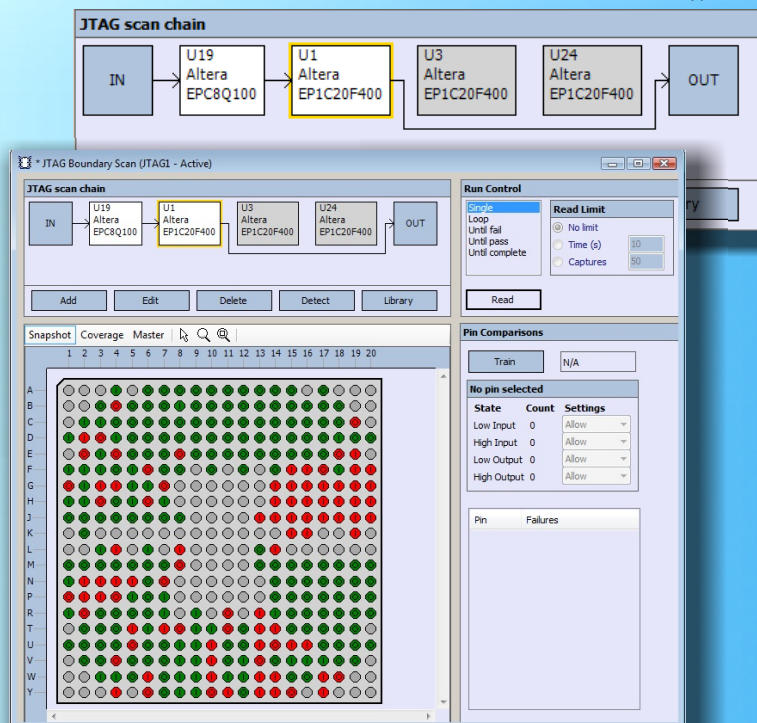 JTAG scan chain
IN
U19
Altera
EPC8Q100
U1
Altera
EP1C20F400
U3
Altera
EP1C20F400
U24
Altera
EP1C20F400
OUT
* JTAG Boundary Scan (JTAG1 - Active)
JTAG scan chain
IN
U19
Altera
EPC8Q100
U1
Altera
EP1C20F400
U3
Altera
EP1C20F400
U24
Altera
EP1C20F400
OUT
Add Edit Delete Detect Library
Run Control
Single
Loop
Until fail
Until pass
Until complete
Read Limit
No limit
Time (s) 10
Captures 50
Read
Snapshot Coverage Master
1 2 3 4 5 6 7 8 9 10 11 12 13 14 15 16 17 18 19 20
A
B
C
D
E
F
G
H
J
K
L
M
N
P
R
T
U
V
W
Y
Pin Comparisons
Train N/A
No pin selected
State Count Settings
Low Input 0 Allow
High Input 0 Allow
Low Output 0 Allow
High Output 0 Allow
Pin Failures